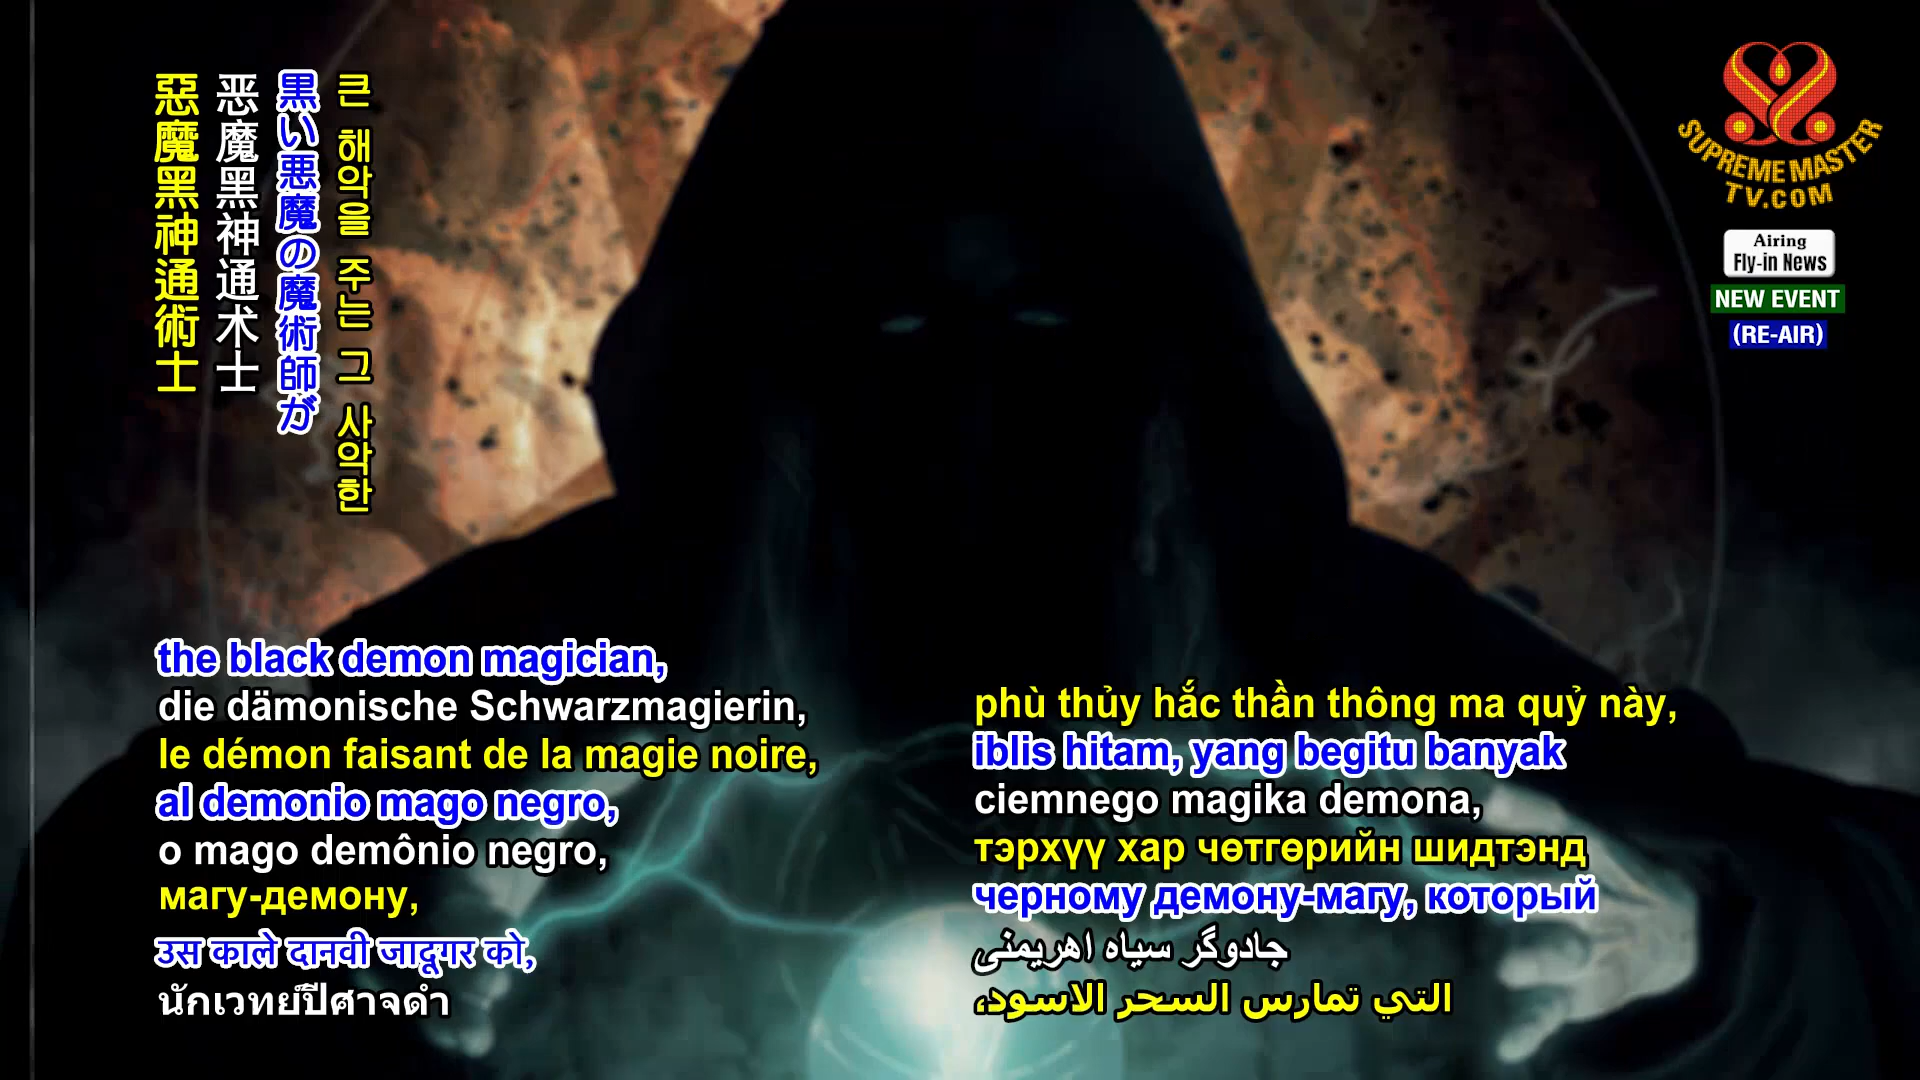 惡魔黑神通術士
恶魔黑神通术士
黒い悪魔の魔術師が
큰 해악을 주는 그 사악한
SUPREME MASTER
TV.COM
Airing
Fly-in News
NEW EVENT
(RE-AIR)
the black demon magician,
die dämonische Schwarzmagierin,
le démon faisant de la magie noire,
al demonio mago negro,
o mago demônio negro,
магу-демону,
उस काले दानवी जादूगर को,
นักเวทย์ปีศาจดำ
phù thủy hắc thần thông ma quỷ này,
iblis hitam, yang begitu banyak
ciemnego magika demona,
тэрхүү хар чөтгөрийн шидтэнд
черному демону-магу, который
جادوگر سیاه اهریمنی
التي تمارس السحر الاسود،